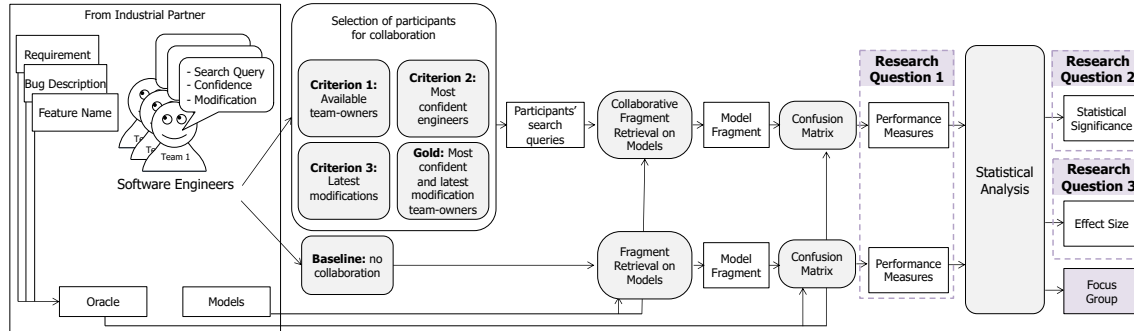 From Industrial Partner
Requirement
Bug Description
Feature Name
- Search Query
- Confidence
- Modification
Te
Te
Team 1
Software Engineers
Oracle
Models
Selection of participants
for collaboration
Criterion 1:
Available
team-owners
Criterion 2:
Most
confident
engineers
Criterion 3:
Latest
modifications
Gold: Most
confident
and latest
modification
team-owners
Baseline: no
collaboration
Participants'
search
queries
Collaborative
Fragment
Retrieval on
Models
Model
Fragment
Confusion
Matrix
Research
Question 1
Performance
Measures
Fragment
Retrieval on
Models
Model
Fragment
Confusion
Matrix
Performance
Measures
Statistical
Analysis
Research
Question 2
Statistical
Significance
Research
Question 3
Effect Size
Focus
Group